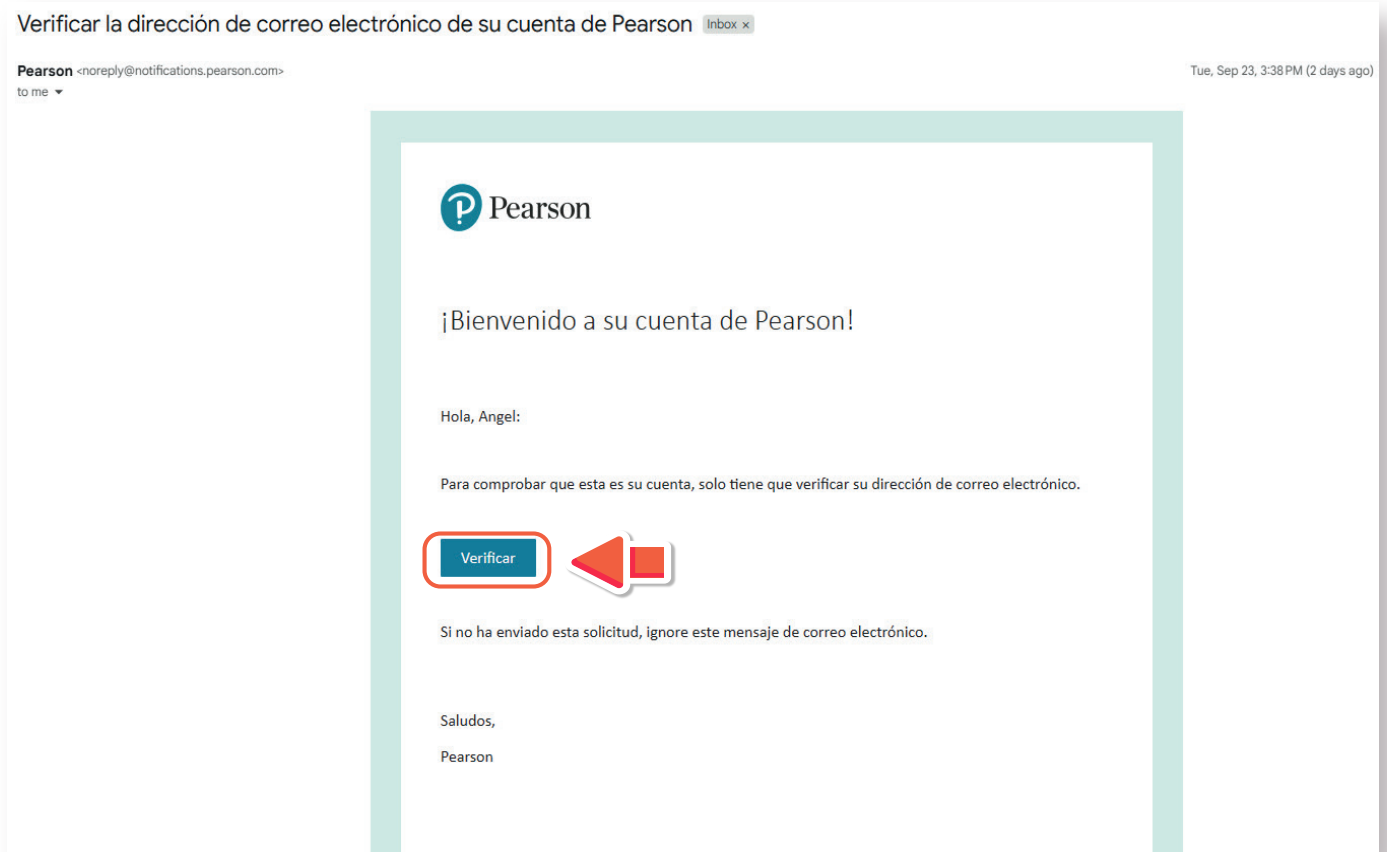 Verificar la dirección de correo electrónico de su cuenta de Pearson Inbox x
Pearson <noreply@notifications.pearson.com> Tue, Sep 23, 3:38 PM (2 days ago)
to me
Pearson
¡Bienvenido a su cuenta de Pearson!
Hola, Angel:
Para comprobar que esta es su cuenta, solo tiene que verificar su dirección de correo electrónico.
Verificar
Si no ha enviado esta solicitud, ignore este mensaje de correo electrónico.
Saludos,
Pearson